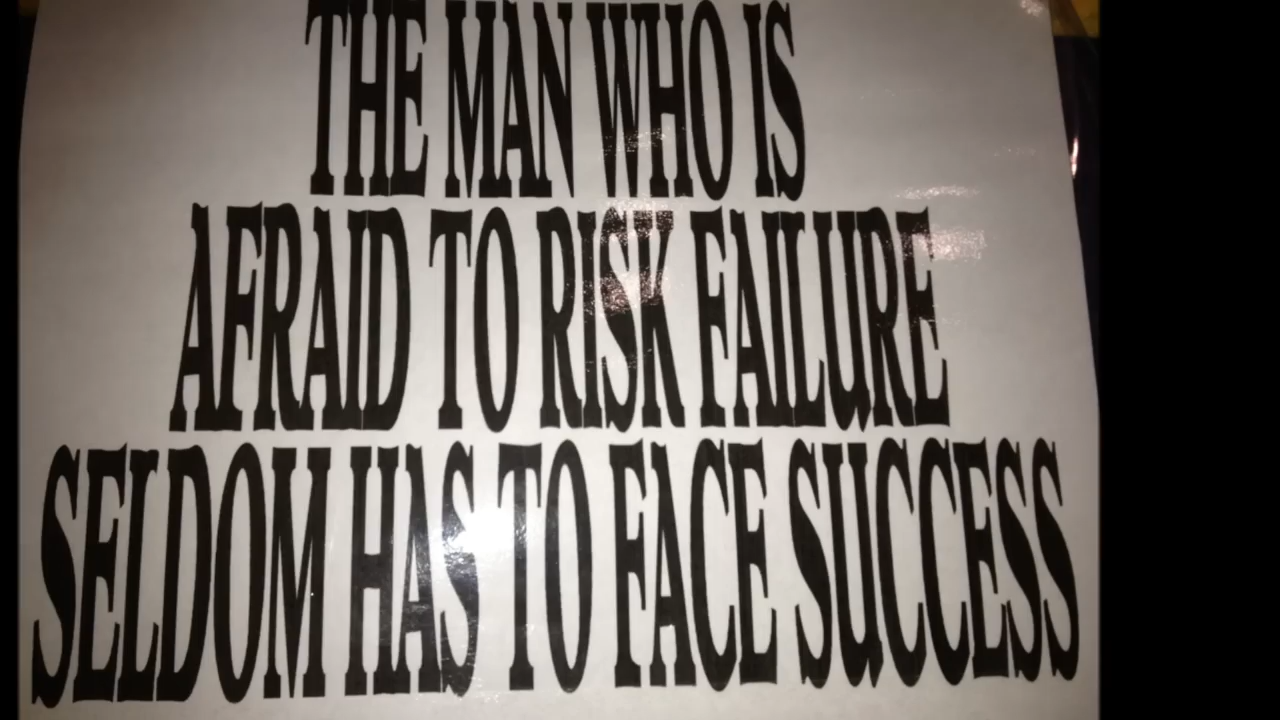 THE MAN WHO IS
AFRAID TO RISK FAILURE
SELDOM HAS TO FACE SUCCESS